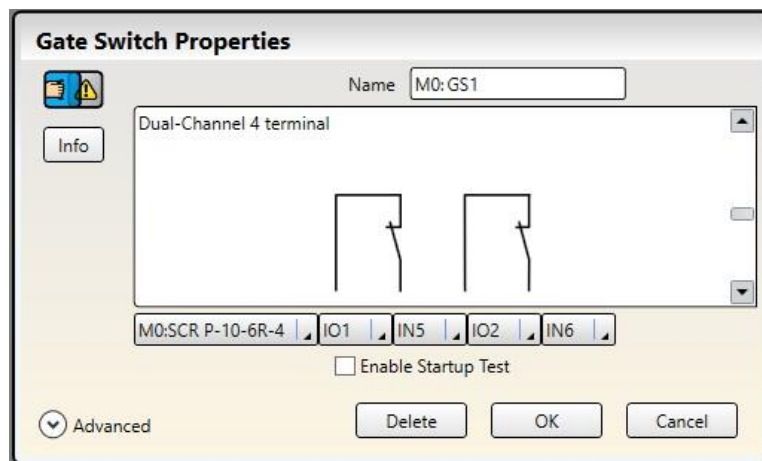 Gate Switch Properties
Name M0:GS1
Info
Dual-Channel 4 terminal
M0:SCR P-10-6R-4 IO1 IN5 IO2 IN6
Enable Startup Test
Advanced Delete OK Cancel